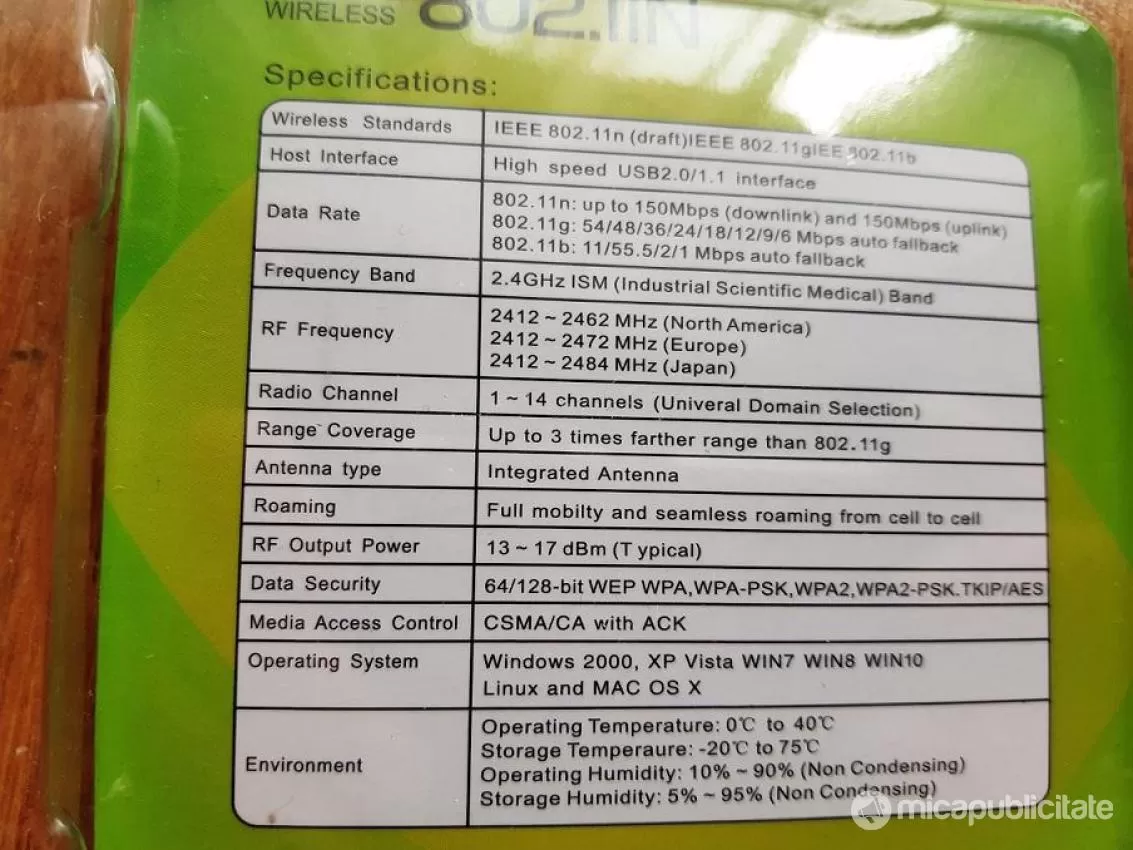 WIRELESS 802.11N
Specifications:
Wireless Standards IEEE 802.11n (draft)IEEE 802.11gIEE 802.11b
Host Interface High speed USB2.0/1.1 interface
Data Rate 802.11n: up to 150Mbps (downlink) and 150Mbps (uplink)
802.11g: 54/48/36/24/18/12/9/6 Mbps auto fallback
802.11b: 11/55.5/2/1 Mbps auto fallback
Frequency Band 2.4GHz ISM (Industrial Scientific Medical) Band
RF Frequency 2412 ~ 2462 MHz (North America)
2412 ~ 2472 MHz (Europe)
2412 ~ 2484 MHz (Japan)
Radio Channel 1 ~ 14 channels (Univeral Domain Selection)
Range Coverage Up to 3 times farther range than 802.11g
Antenna type Integrated Antenna
Roaming Full mobilty and seamless roaming from cell to cell
RF Output Power 13 ~ 17 dBm (T ypical)
Data Security 64/128-bit WEP WPA,WPA-PSK,WPA2,WPA2-PSK.TKIP/AES
Media Access Control CSMA/CA with ACK
Operating System Windows 2000, XP Vista WIN7 WIN8 WIN10
Linux and MAC OS X
Environment Operating Temperature: 0℃ to 40℃
Storage Temperaure: -20℃ to 75℃
Operating Humidity: 10% ~ 90% (Non Condensing)
Storage Humidity: 5% ~ 95% (Non Condensing)
micapublicitate